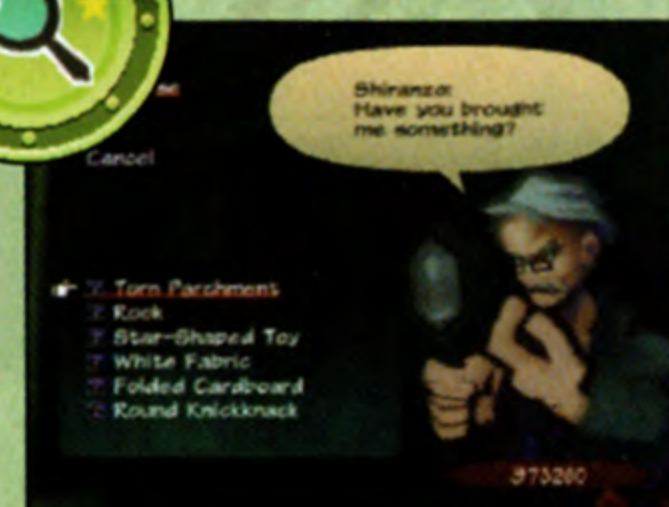 Shiranza:
Have you brought
me something?
Cancel
? Torn Parchment
? Rock
? Star-Shaped Toy
? White Fabric
? Folded Cardboard
? Round Knickknack
973280